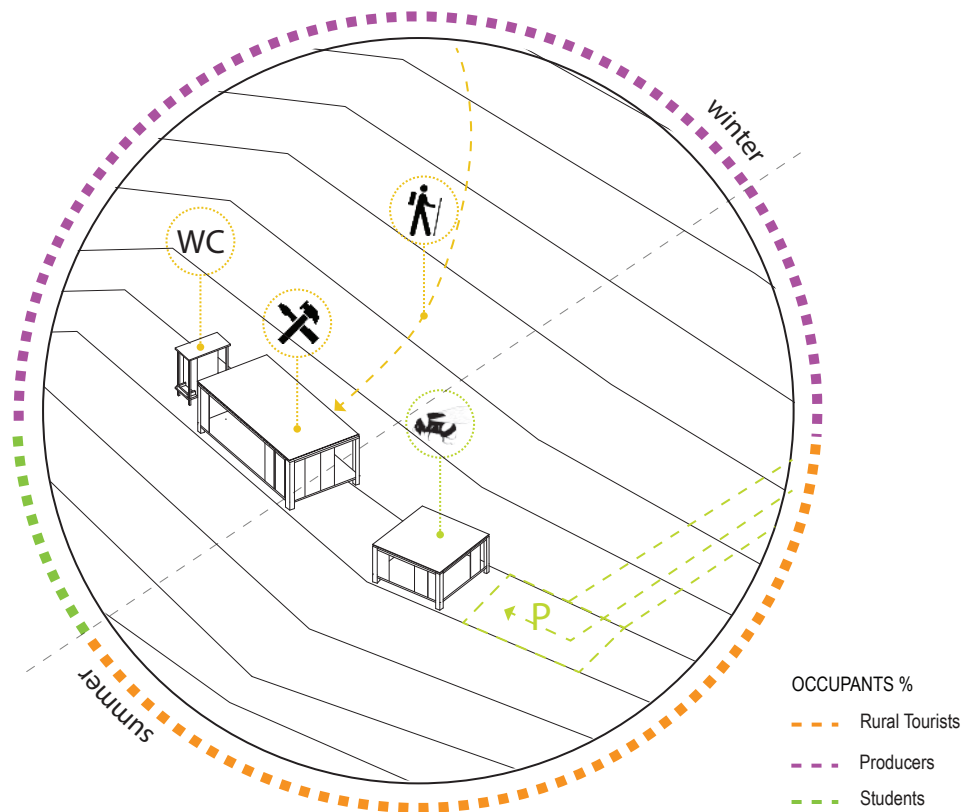 winter
WC
P
summer
OCCUPANTS %
Rural Tourists
Producers
Students